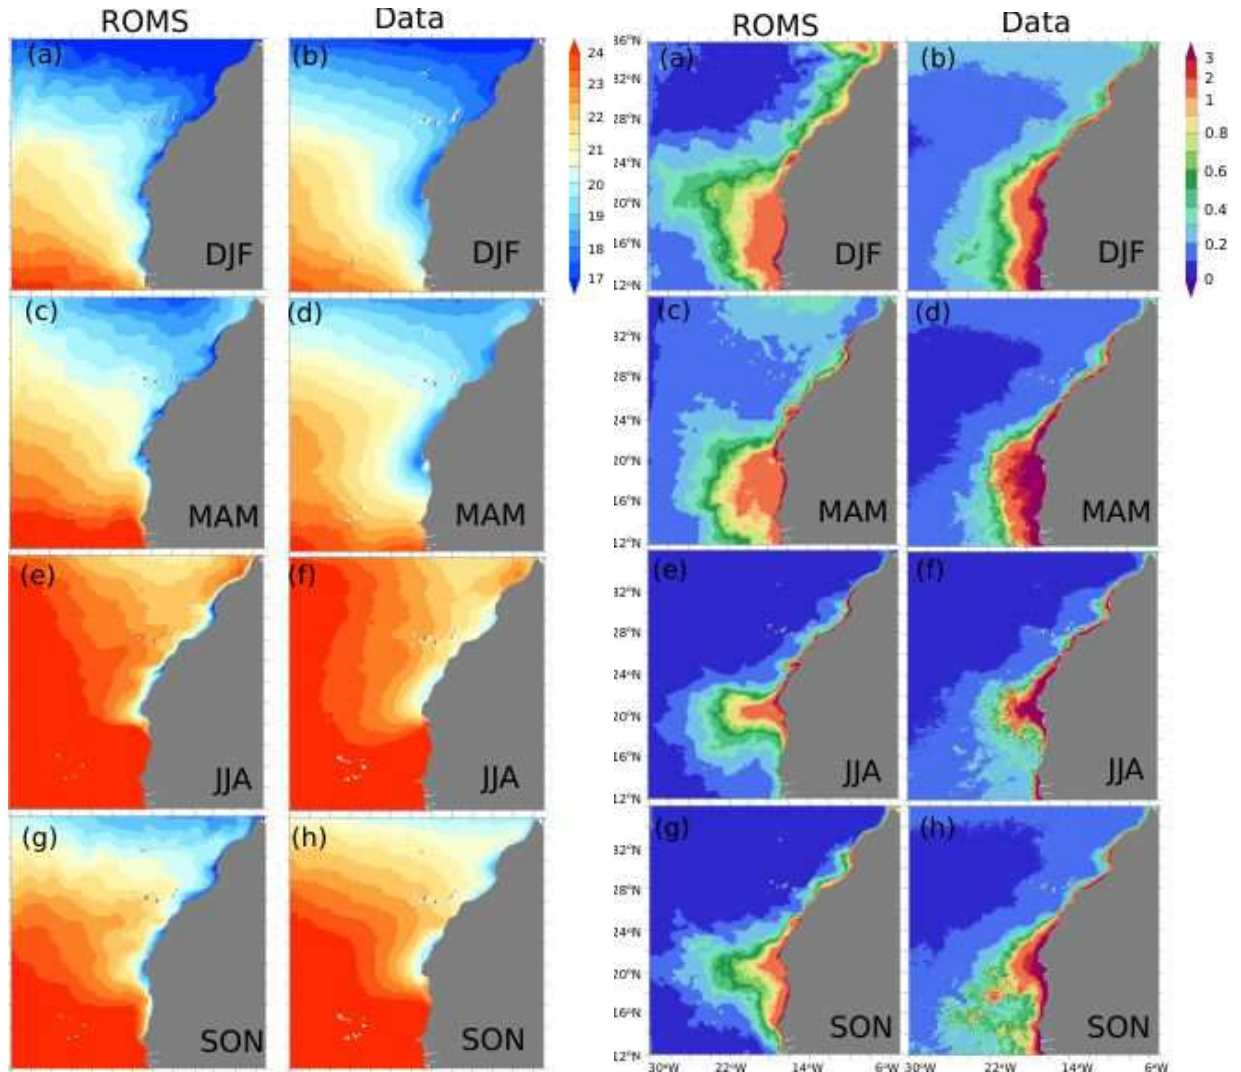 ROMS Data ROMS Data
(a) (b) 24 36°N (a) (b) 3
23 32°N 2
22 28°N 1
21 24°N 0.8
20 20°N 0.6
19 16°N 0.4
18 DJF DJF DJF DJF 0.2
17 12°N 0
(c) (d) (c) (d)
32°N
28°N
24°N
20°N
16°N
MAM MAM MAM MAM
12°N
(e) (f) (e) (f)
32°N
28°N
24°N
20°N
16°N
JJA JJA JJA JJA
12°N
(g) (h) (g) (h)
32°N
28°N
24°N
20°N
16°N
SON SON SON SON
12°N
30°W 22°W 14°W 6°W 30°W 22°W 14°W 6°W